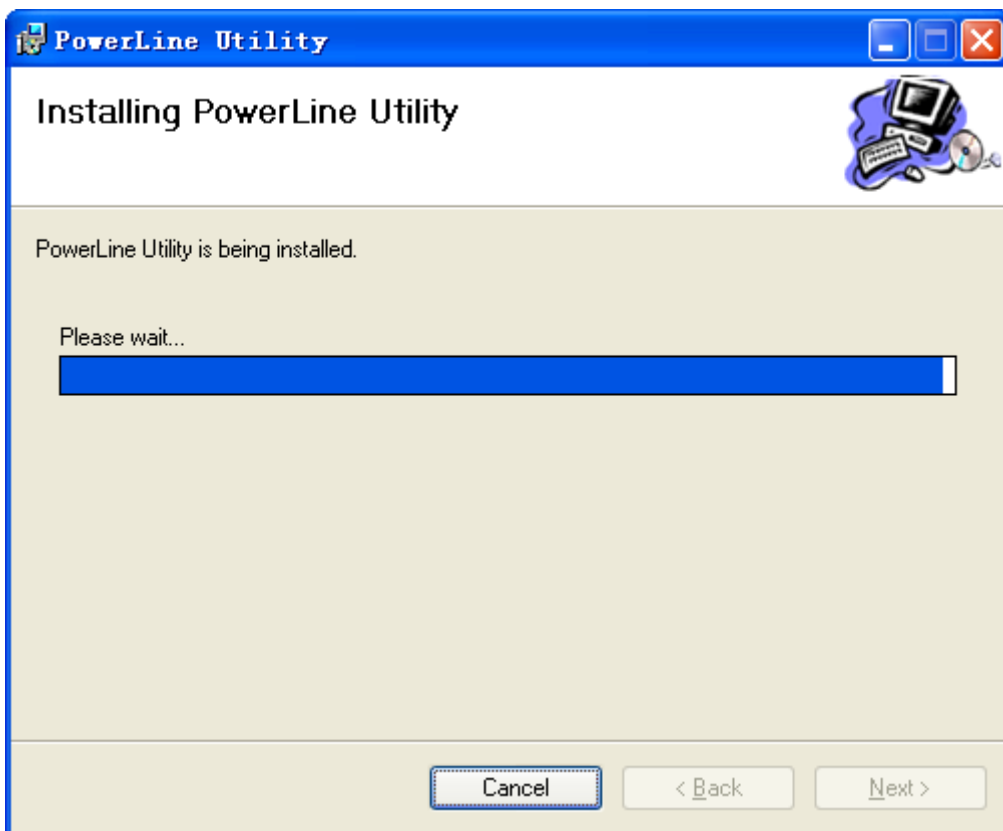 PowerLine Utility
Installing PowerLine Utility
PowerLine Utility is being installed.
Please wait...
Cancel
< Back
Next >